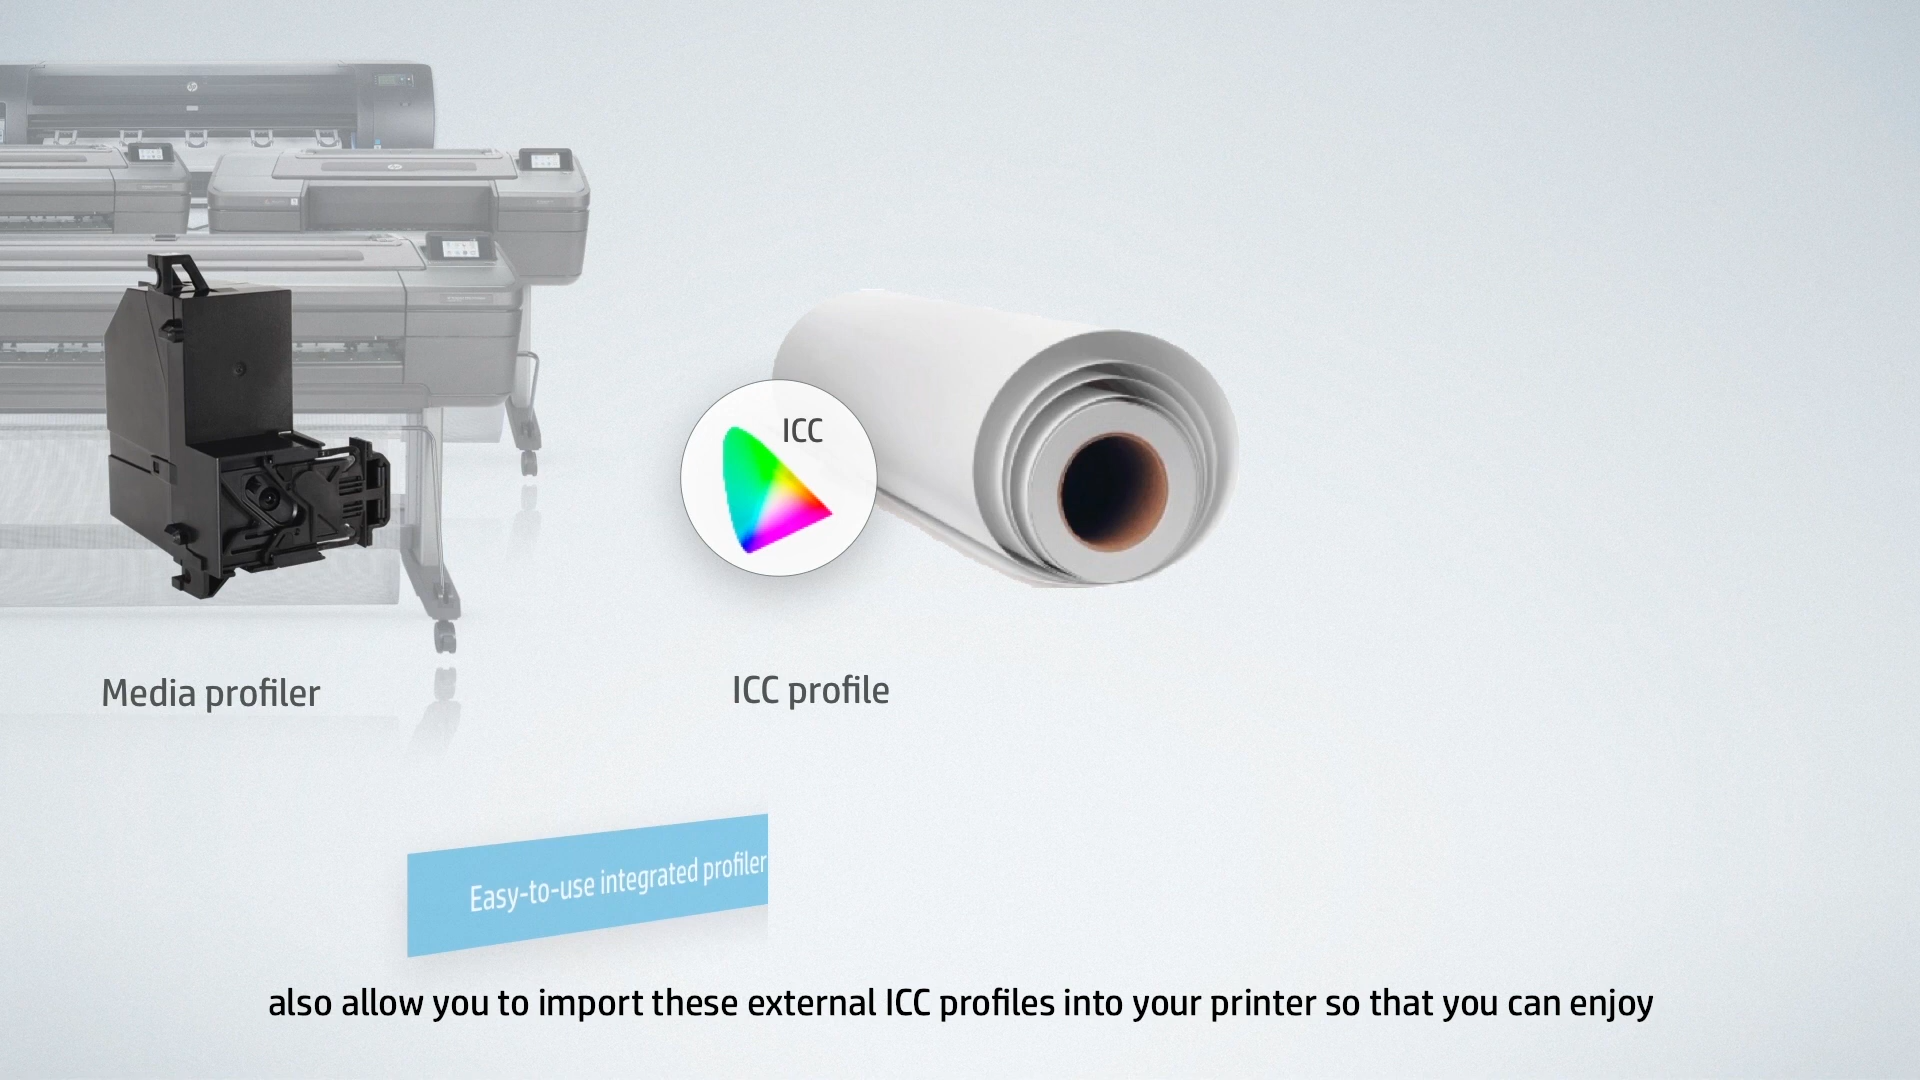 ICC
Media profiler
ICC profile
Easy-to-use integrated profiler
also allow you to import these external ICC profiles into your printer so that you can enjoy